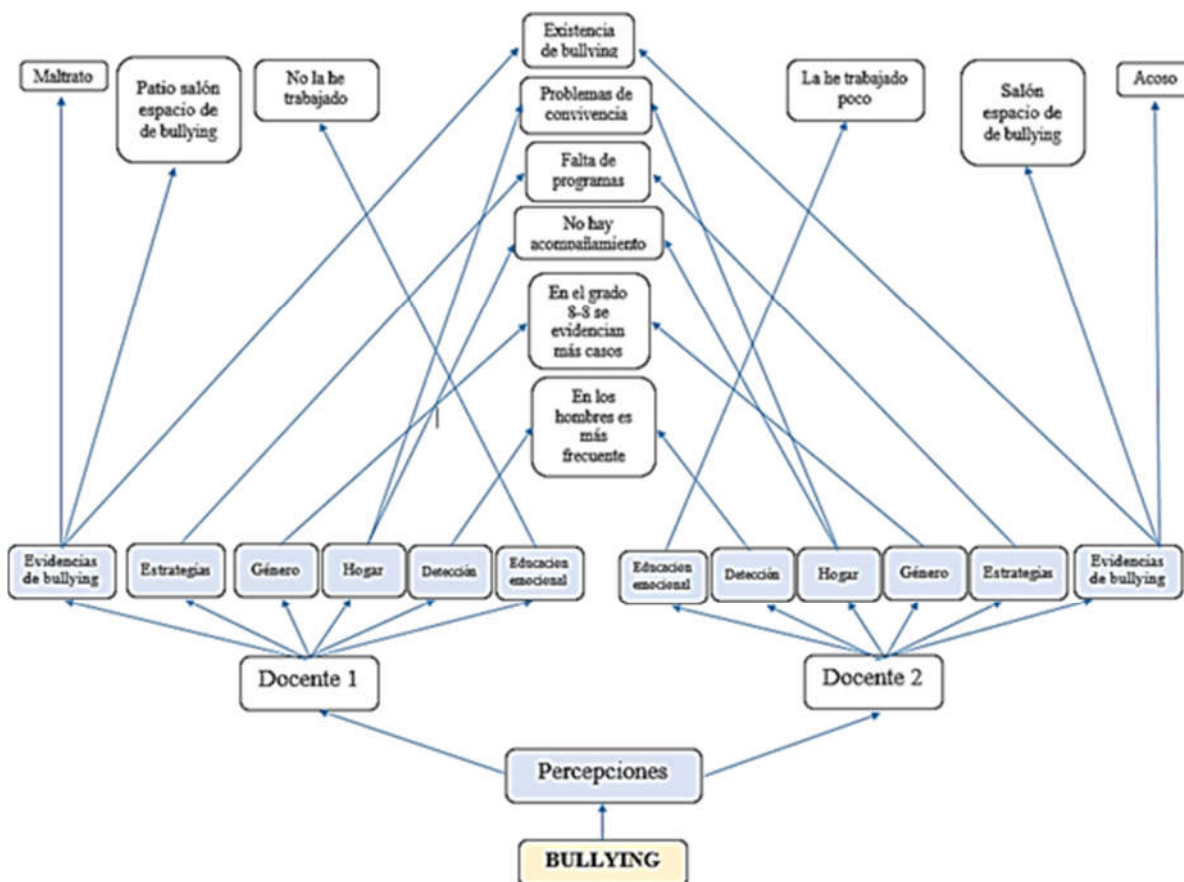 Existencia
de bullying
Maltrato
Patio salón
espacio de
de bullying
No la he
trabajado
Problemas de
convivencia
La he trabajado
poco
Salón
espacio de
de bullying
Acoso
Falta de
programas
No hay
acompañamiento
En el grado
8-8 se
evidencian
más casos
En los
hombres es
más
frecuente
Evidencias
de bullying
Estrategias
Género
Hogar
Detección
Educacion
emocional
Educacion
emocional
Detección
Hogar
Género
Estrategias
Evidencias
de bullying
Docente 1
Docente 2
Percepciones
BULLYING